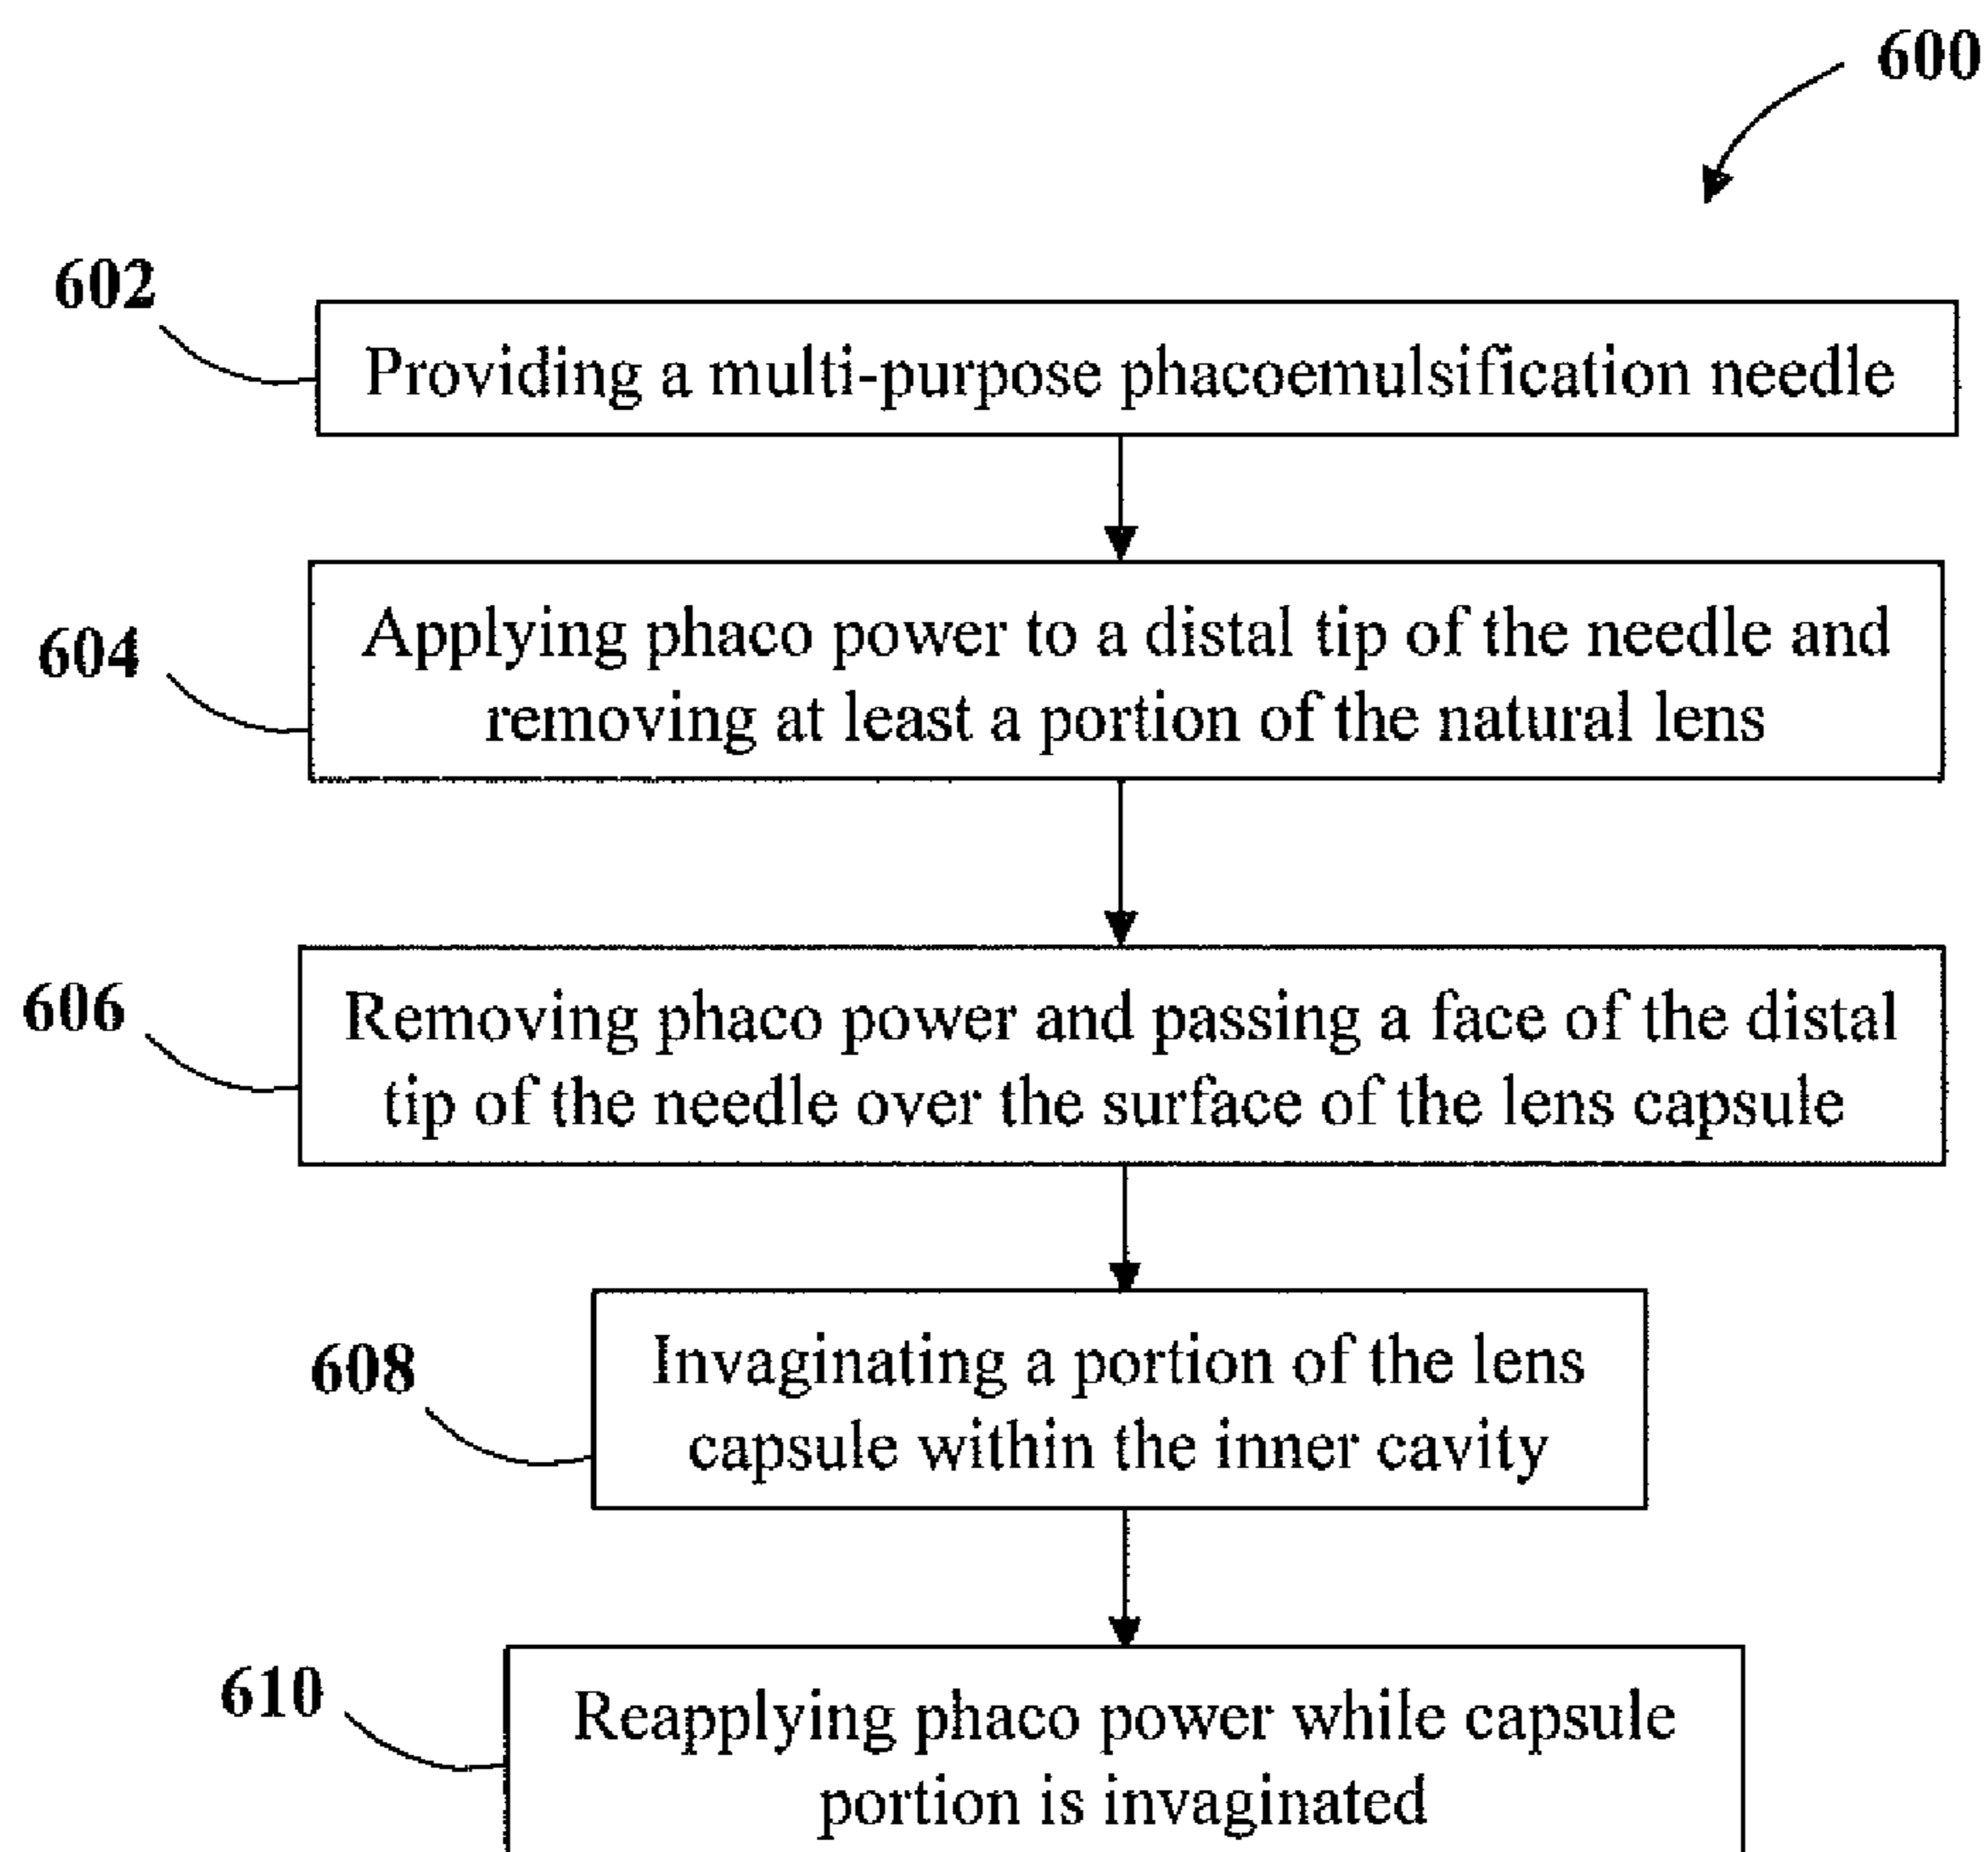 600
602
Providing a multi-purpose phacoemulsification needle
604
Applying phaco power to a distal tip of the needle and
removing at least a portion of the natural lens
606
Removing phaco power and passing a face of the distal
tip of the needle over the surface of the lens capsule
608
Invaginating a portion of the lens
capsule within the inner cavity
610
Reapplying phaco power while capsule
portion is invaginated